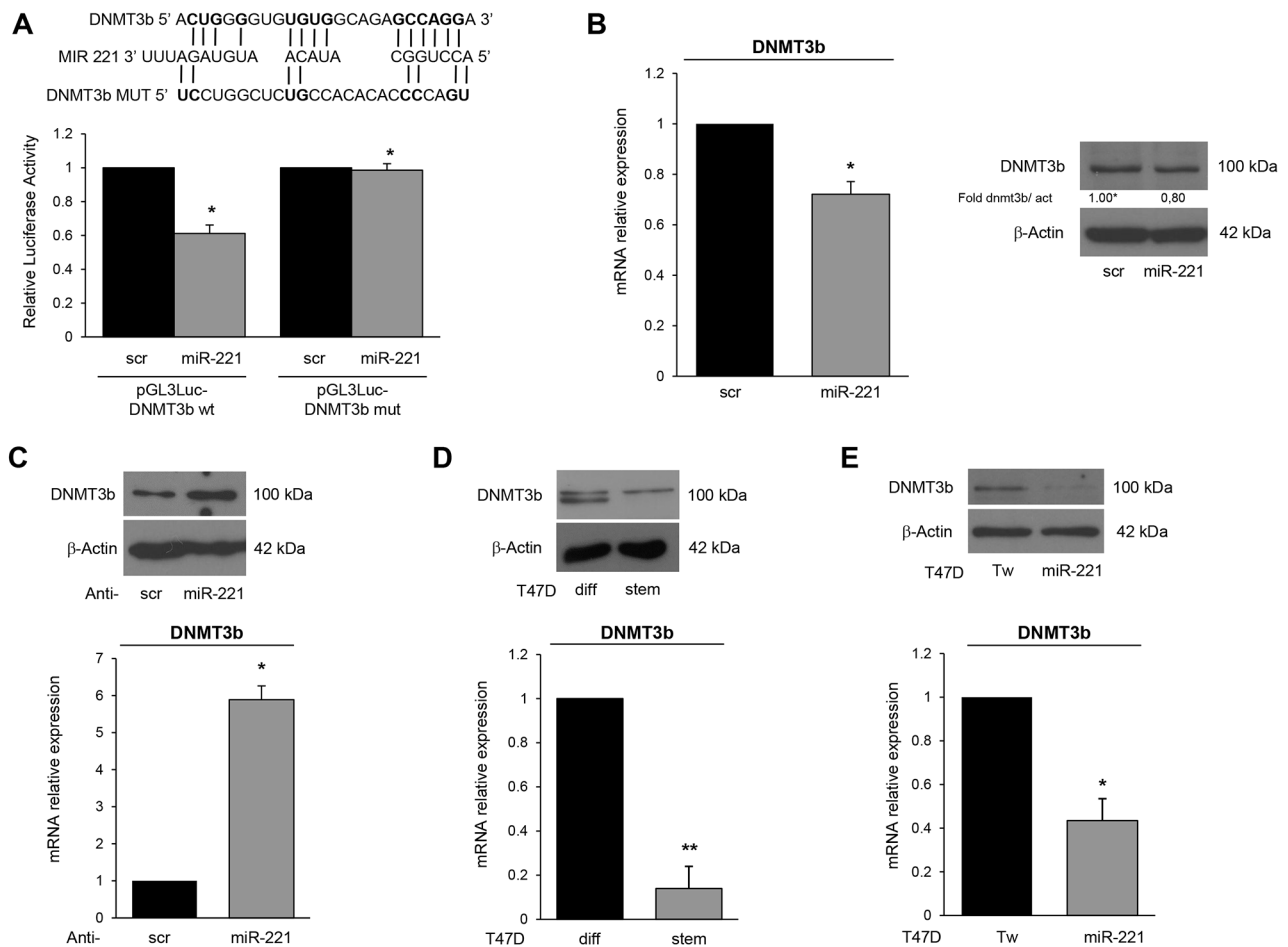 A
DNMT3b 5’ ACUGGGGUGUGUGUGGCAGAGCCAGGA 3’
MIR 221 3’ UUUAGAUGUA ACAUA CGGUCCA 5’
DNMT3b MUT 5’ UCCUGGCUCUGCCACACACCCCAGU
Relative Luciferase Activity
1.2
1
0.8
0.6
0.4
0.2
0
*
*
scr miR-221 scr miR-221
pGL3Luc-
DNMT3b wt
pGL3Luc-
DNMT3b mut
B
DNMT3b
mRNA relative expression
1.2
1
0.8
0.6
0.4
0.2
0
*
scr miR-221
DNMT3b 100 kDa
Fold dnmt3b/ act 1.00* 0,80
β-Actin 42 kDa
scr miR-221
C
DNMT3b 100 kDa
β-Actin 42 kDa
Anti- scr miR-221
DNMT3b
mRNA relative expression
7
6
5
4
3
2
1
0
*
Anti- scr miR-221
D
DNMT3b 100 kDa
β-Actin 42 kDa
T47D diff stem
DNMT3b
mRNA relative expression
1.2
1
0.8
0.6
0.4
0.2
0
**
T47D diff stem
E
DNMT3b 100 kDa
β-Actin 42 kDa
T47D Tw miR-221
DNMT3b
mRNA relative expression
1.2
1
0.8
0.6
0.4
0.2
0
*
T47D Tw miR-221